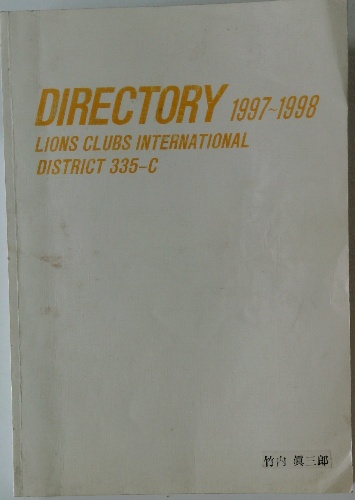 DIRECTORY 1997~1998
LIONS CLUBS INTERNATIONAL
DISTRICT 335-C
竹内 眞三郎